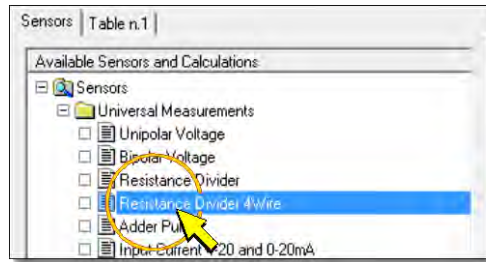 Sensors Table n.1
Available Sensors and Calculations
Sensors
Universal Measurements
Unipolar Voltage
Bipolar Voltage
Resistance Divider
Resistance Divider 4Wire
Adder
Input Current 20 and 0-20mA